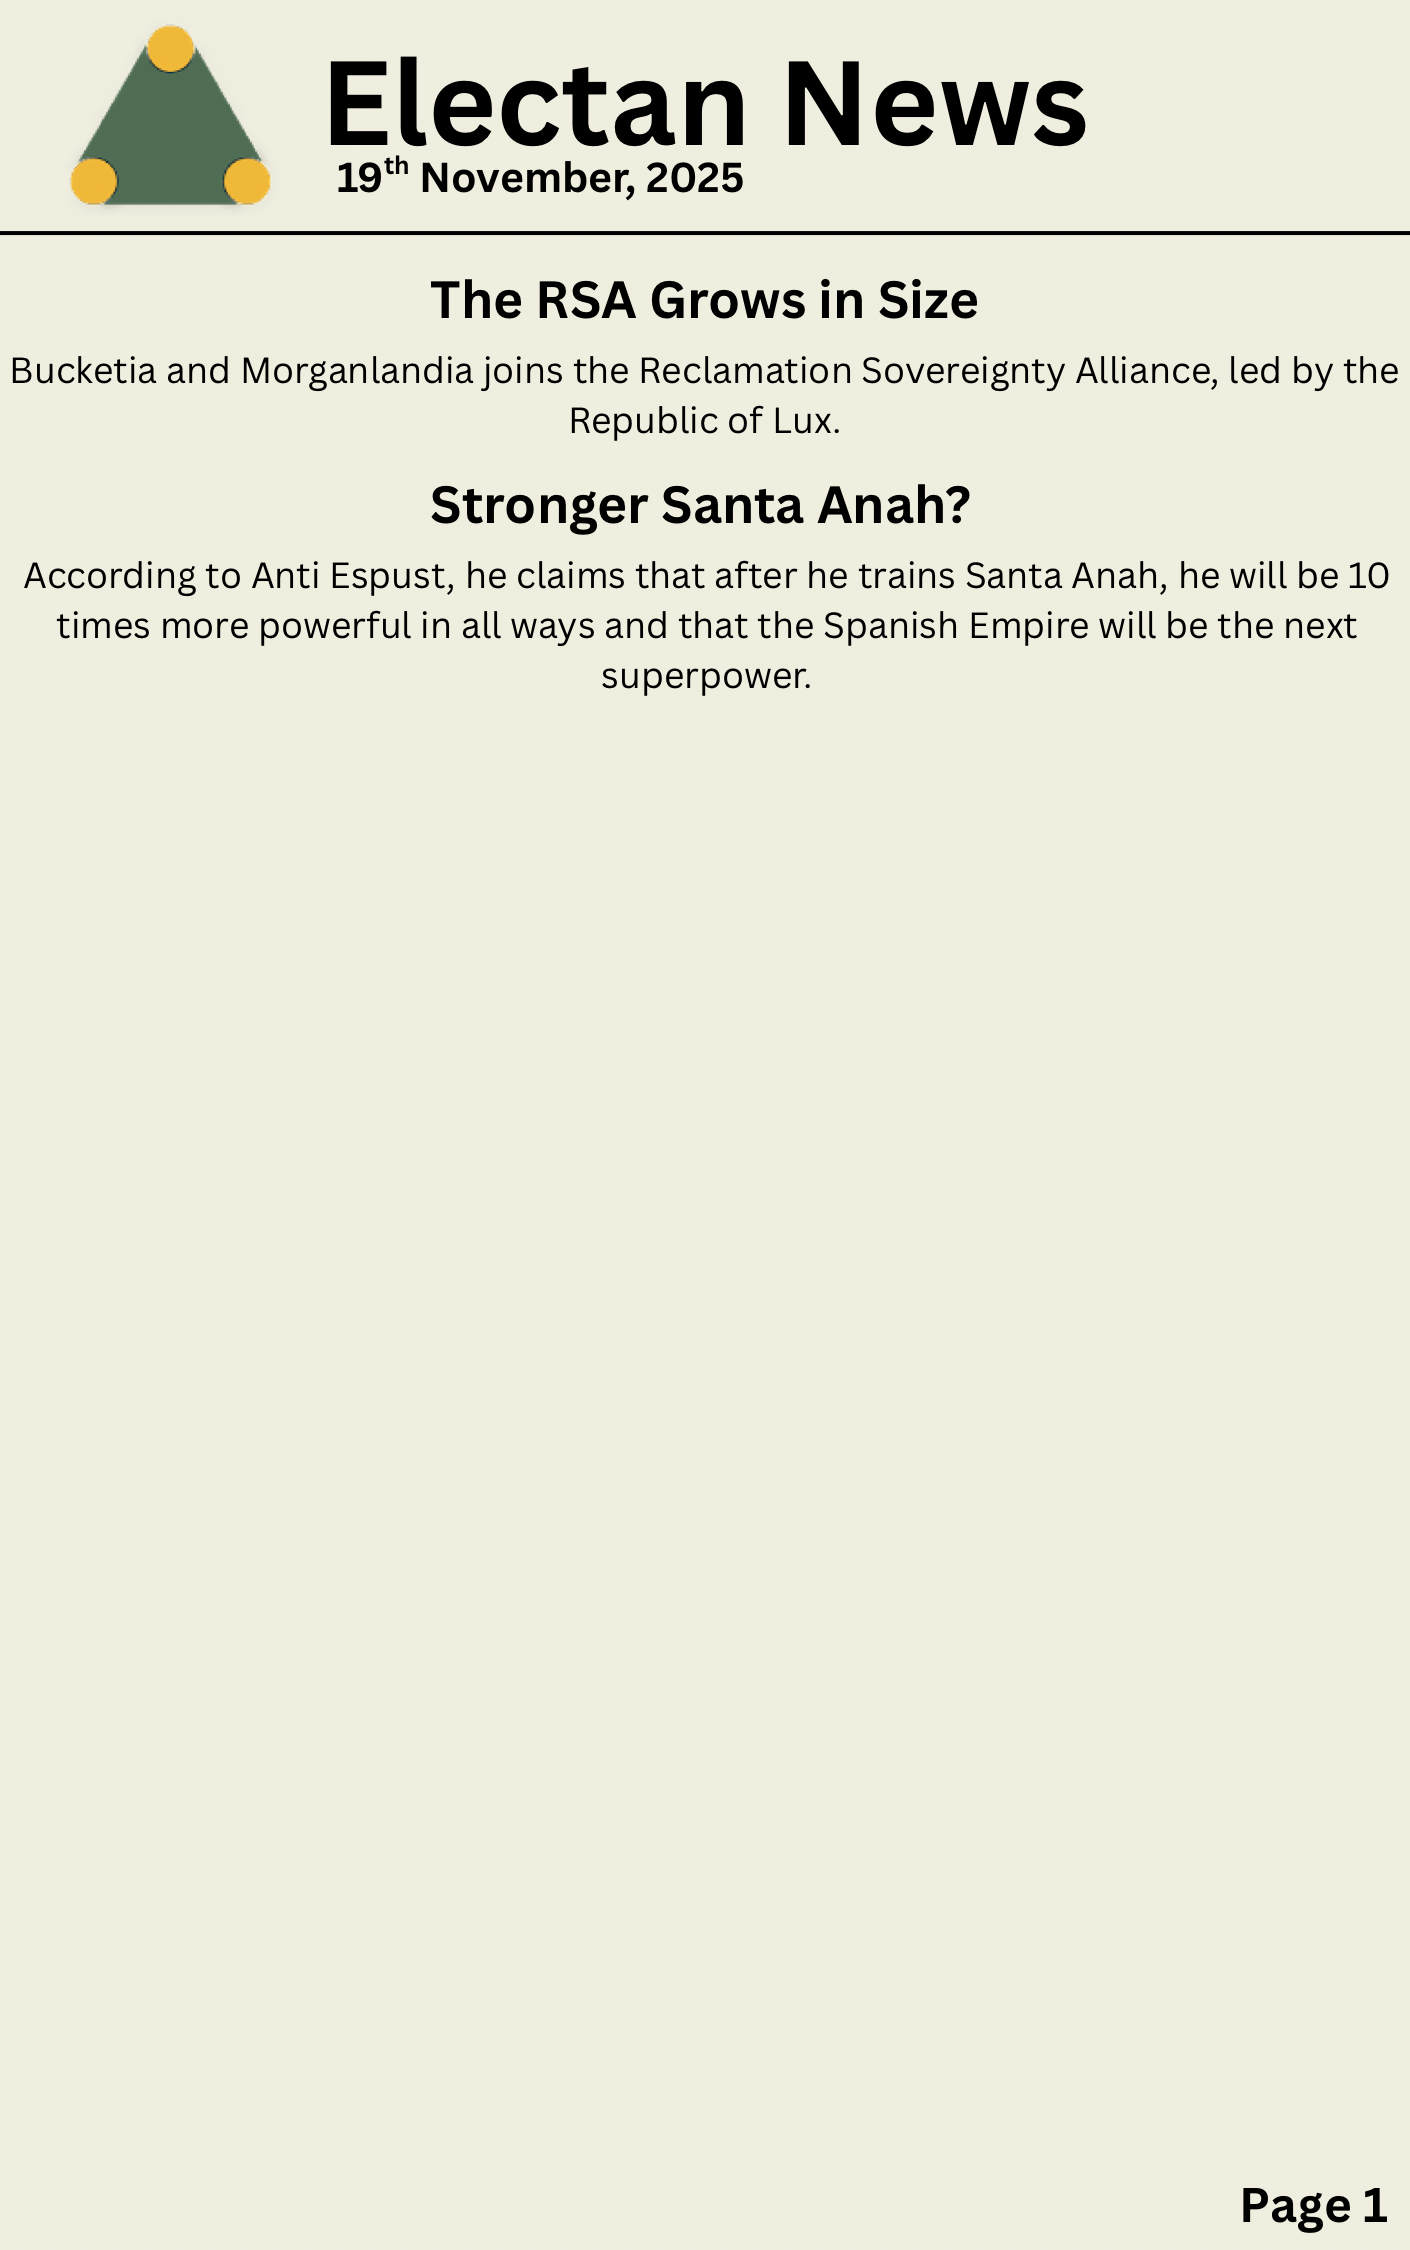 Electan News
19th November, 2025
The RSA Grows in Size
Bucketia and Morganlandia joins the Reclamation Sovereignty Alliance, led by the
Republic of Lux.
Stronger Santa Anah?
According to Anti Espust, he claims that after he trains Santa Anah, he will be 10
times more powerful in all ways and that the Spanish Empire will be the next
superpower.
Page 1